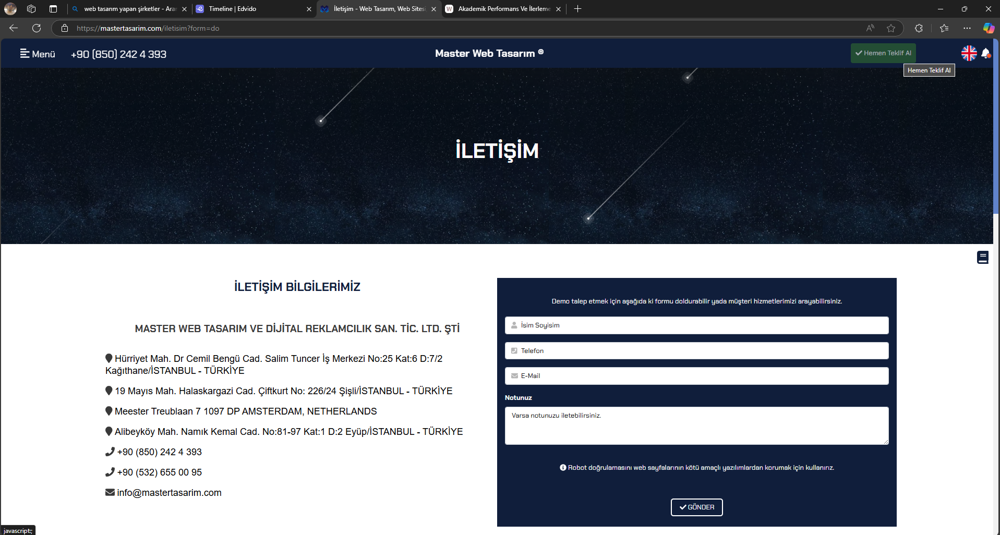 web tasarım yapan şirketler - Arar
Timeline | Edvido
İletişim - Web Tasarım, Web Sitesi
Akademik Performans Ve İlerleme
https://mastertasarim.com/iletisim?form=do
Menü
+90 (850) 242 4 393
Master Web Tasarım ®
Hemen Teklif Al
Hemen Teklif Al
İLETİŞİM
İLETİŞİM BİLGİLERİMİZ
MASTER WEB TASARIM VE DİJİTAL REKLAMCILIK SAN. TİC. LTD. ŞTİ
Hürriyet Mah. Dr Cemil Bengü Cad. Salim Tuncer İş Merkezi No:25 Kat:6 D:7/2
Kağıthane/İSTANBUL - TÜRKİYE
19 Mayıs Mah. Halaskargazi Cad. Çiftkurt No: 226/24 Şişli/İSTANBUL - TÜRKİYE
Meester Treublaan 7 1097 DP AMSTERDAM, NETHERLANDS
Alibeyköy Mah. Namık Kemal Cad. No:81-97 Kat:1 D:2 Eyüp/İSTANBUL - TÜRKİYE
+90 (850) 242 4 393
+90 (532) 655 00 95
info@mastertasarim.com
Demo talep etmek için aşağıda ki formu doldurabilir yada müşteri hizmetlerimizi arayabilirsiniz.
İsim Soyisim
Telefon
E-Mail
Notunuz
Varsa notunuzu iletebilirsiniz.
Robot doğrulamasını web sayfalarının kötü amaçlı yazılımlardan korumak için kullanırız.
GÖNDER
javascript:;